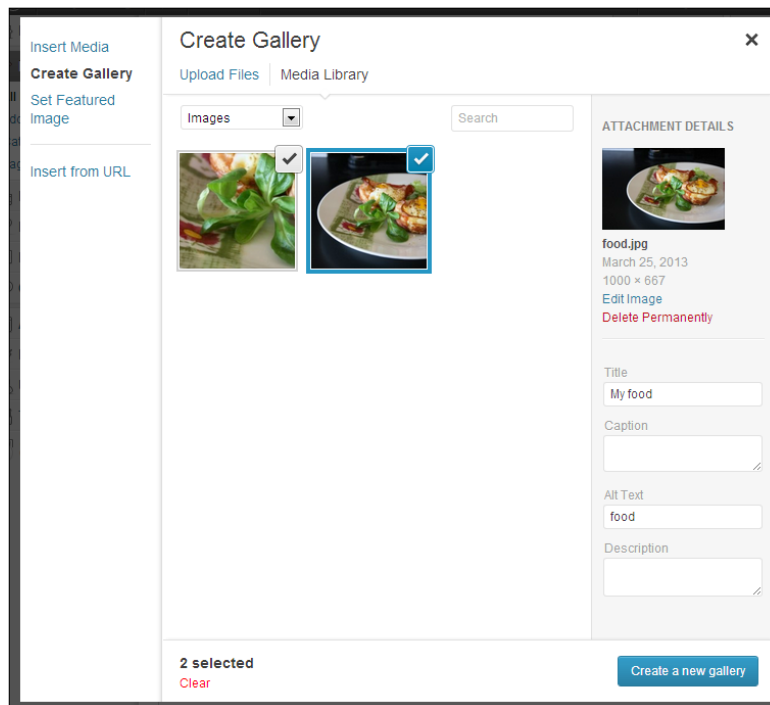 Insert Media
Create Gallery
Set Featured
Image
Insert from URL
Create Gallery
Upload Files
Media Library
Images
Search
ATTACHMENT DETAILS
food.jpg
March 25, 2013
1000 × 667
Edit Image
Delete Permanently
Title
My food
Caption
Alt Text
food
Description
2 selected
Clear
Create a new gallery